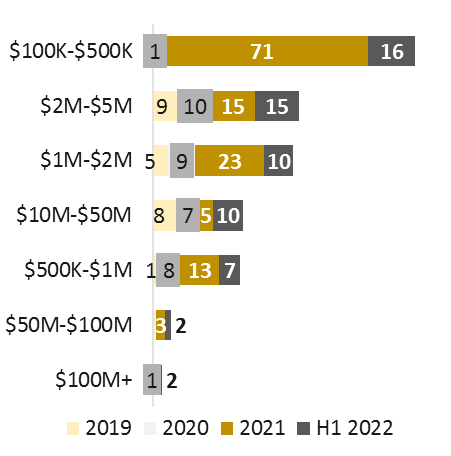 $100K-$500K 1 71 16
$2M-$5M 9 10 15 15
$1M-$2M 5 9 23 10
$10M-$50M 8 7 5 10
$500K-$1M 1 8 13 7
$50M-$100M 3 2
$100M+ 1 2
2019 2020 2021 H1 2022